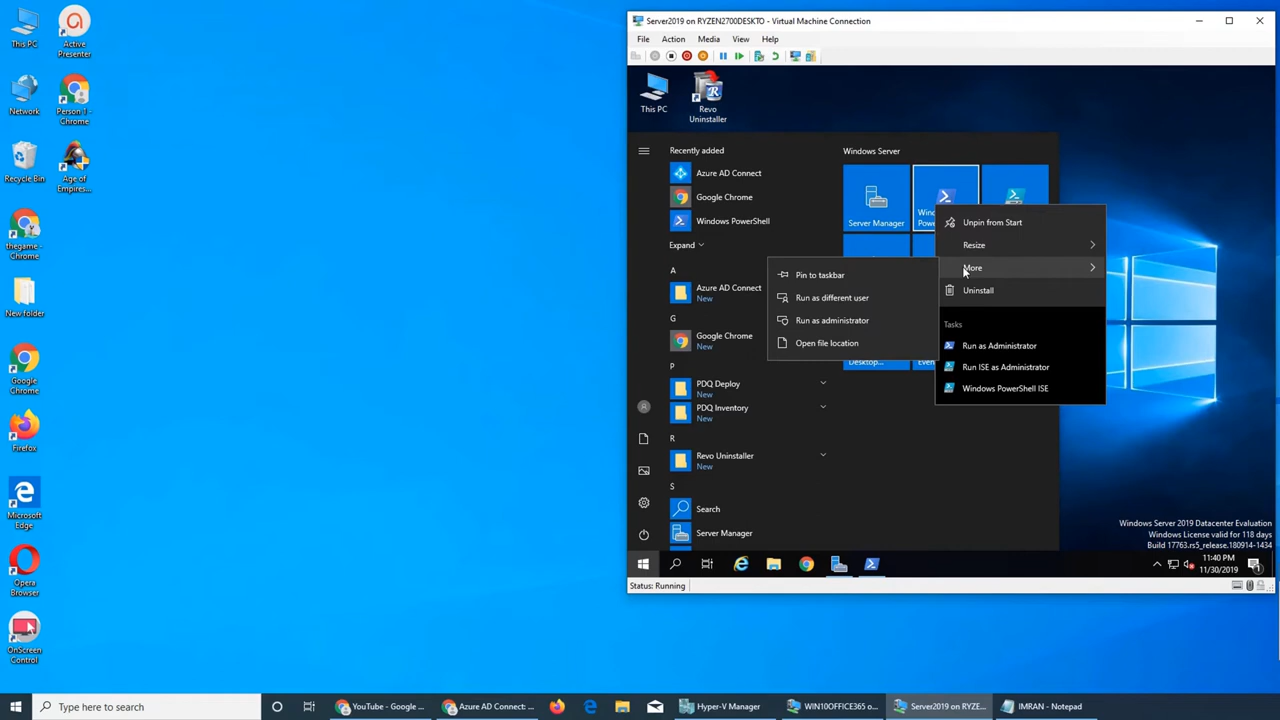 This PC
Active
Presenter
Network
Person 1 -
Chrome
Recycle Bin
Age of
Empires...
thegame -
Chrome
New folder
Google
Chrome
Firefox
Microsoft
Edge
Opera
Browser
OnScreen
Control
Server2019 on RYZEN2700DESKTO - Virtual Machine Connection
File Action Media View Help
This PC
Revo
Uninstaller
Recently added
Azure AD Connect
Google Chrome
Windows PowerShell
Expand
A
Azure AD Connect
New
G
Google Chrome
New
P
PDQ Deploy
New
PDQ Inventory
New
R
Revo Uninstaller
New
S
Search
Server Manager
Windows Server
Server Manager
Desktop...
Unpin from Start
Resize
More
Uninstall
Tasks
Run as Administrator
Run ISE as Administrator
Windows PowerShell ISE
Pin to taskbar
Run as different user
Run as administrator
Open file location
Windows Server 2019 Datacenter Evaluation
Windows License valid for 118 days
Build 17763.rs5_release.180914-1434
11:40 PM
11/30/2019
1
Status: Running
Type here to search
YouTube - Google ...
Azure AD Connect: ...
Hyper-V Manager
WIN10OFFICE365 o...
Server2019 on RYZE...
IMRAN - Notepad